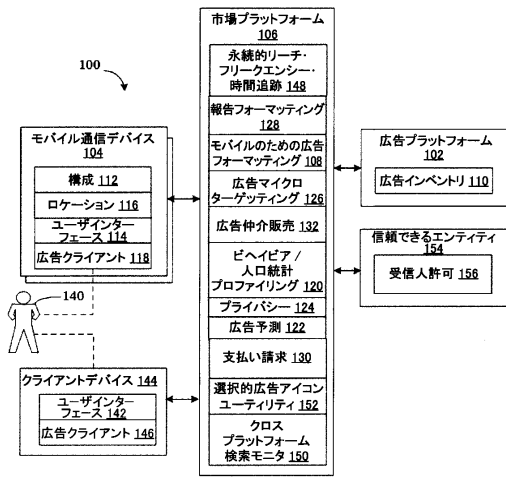 100
モバイル通信デバイス
104
構成 112
ロケーション 116
ユーザインター
フェース 114
広告クライアント 118
140
クライアントデバイス 144
ユーザインター
フェース 142
広告クライアント 146
市場プラットフォーム
106
永続的リーチ・
フリークエンシー・
時間追跡 148
報告フォーマッティング
128
モバイルのための広告
フォーマッティング 108
広告マイクロ
ターゲッティング 126
広告仲介販売 132
ビヘイビア/
人口統計
プロファイリング 120
プライバシー 124
広告予測 122
支払い請求 130
選択的広告アイコン
ユーティリティ 152
クロス
プラットフォーム
検索モニタ 150
広告プラットフォーム
102
広告インベントリ 110
信頼できるエンティティ
154
受信人許可 156